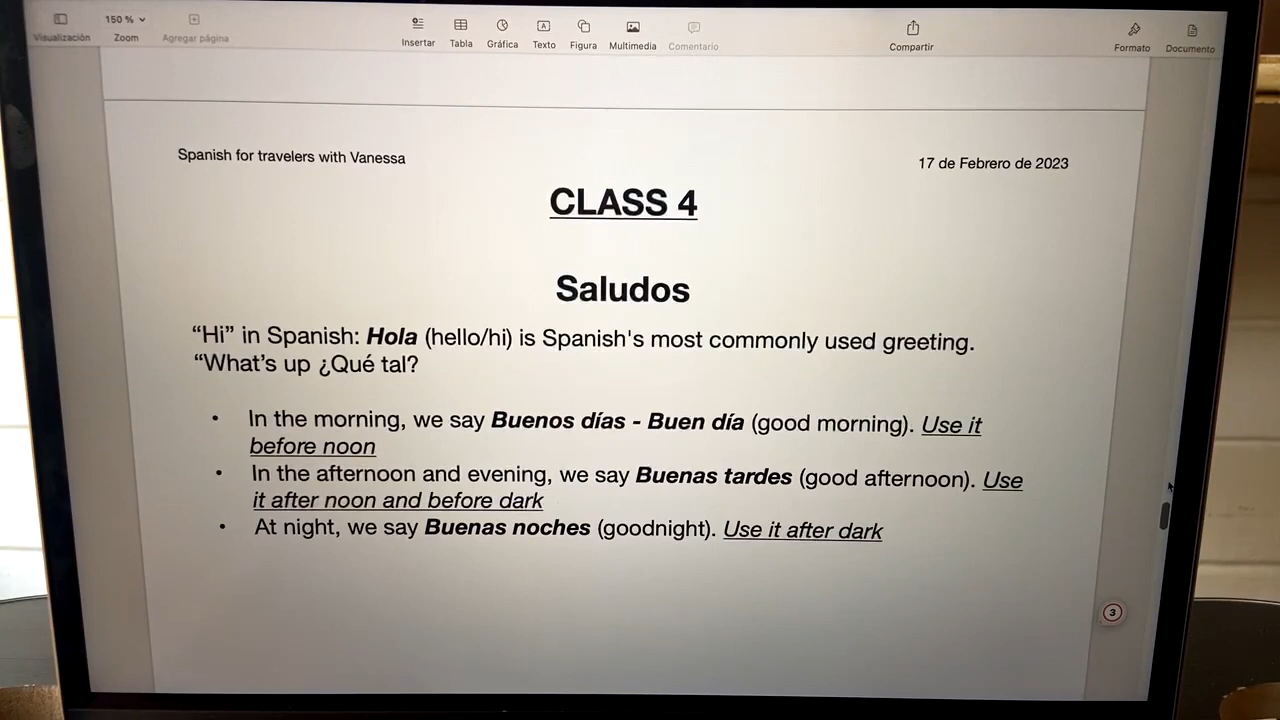 150 %
Visualización
Zoom
Agregar página
Insertar
Tabla
Gráfica
Texto
Figura
Multimedia
Comentario
Compartir
Formato
Documento
Spanish for travelers with Vanessa
17 de Febrero de 2023
CLASS 4
Saludos
“Hi” in Spanish: Hola (hello/hi) is Spanish's most commonly used greeting.
“What’s up ¿Qué tal?
• In the morning, we say Buenos días - Buen día (good morning). Use it
before noon
• In the afternoon and evening, we say Buenas tardes (good afternoon). Use
it after noon and before dark
• At night, we say Buenas noches (goodnight). Use it after dark
3